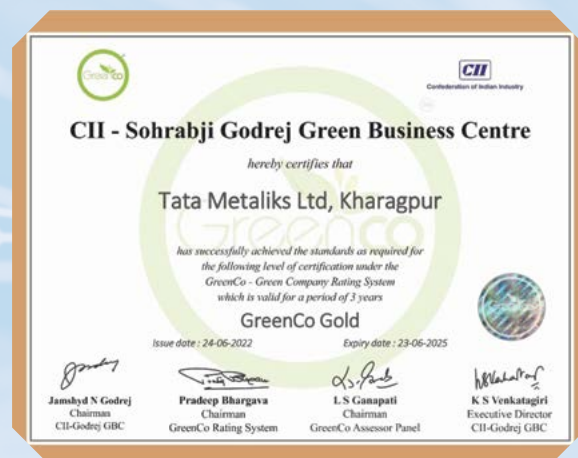 Greenco
CII
Confederation of Indian Industry
CII - Sohrabji Godrej Green Business Centre
hereby certifies that
Tata Metaliks Ltd, Kharagpur
Greenco
has successfully achieved the standards as required for
the following level of certification under the
GreenCo - Green Company Rating System
which is valid for a period of 3 years
GreenCo Gold
Issue date : 24-06-2022 Expiry date : 23-06-2025
Jamshyd N Godrej Pradeep Bhargava L S Ganapati K S Venkatagiri
Chairman Chairman Chairman Executive Director
CII-Godrej GBC GreenCo Rating System GreenCo Assessor Panel CII-Godrej GBC